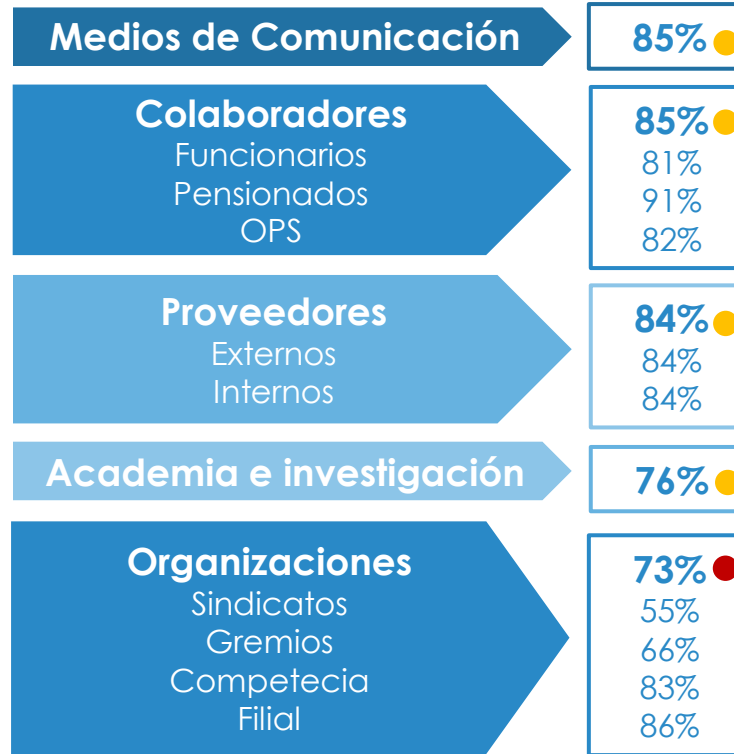 Medios de Comunicación 85%
Colaboradores 85%
Funcionarios 81%
Pensionados 91%
OPS 82%
Proveedores 84%
Externos 84%
Internos 84%
Academia e investigación 76%
Organizaciones 73%
Sindicatos 55%
Gremios 66%
Competecia 83%
Filial 86%